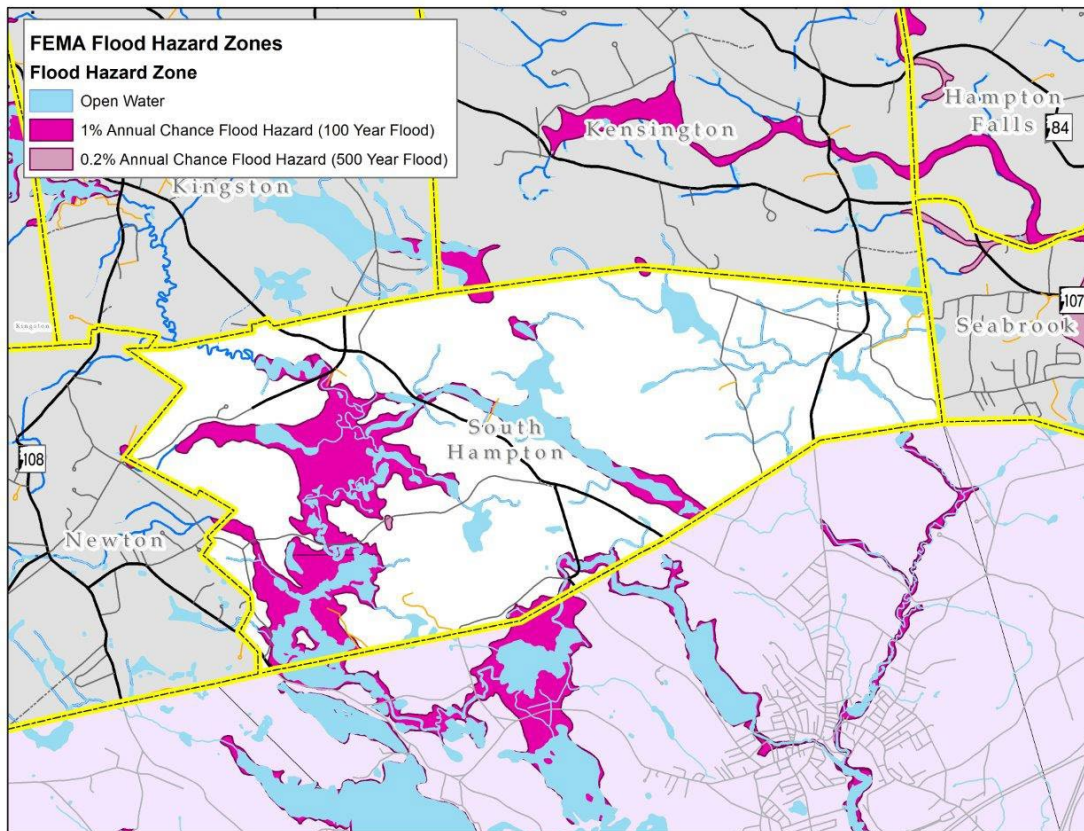 FEMA Flood Hazard Zones
Flood Hazard Zone
Open Water
1% Annual Chance Flood Hazard (100 Year Flood)
0.2% Annual Chance Flood Hazard (500 Year Flood)
Hampton
Falls
84
Kensington
Kingston
107
Seabrook
Kingston
South
Hampton
108
Newton